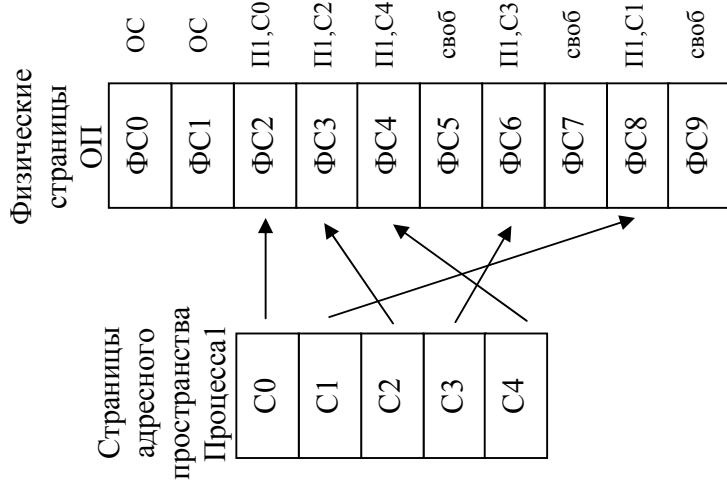 Физические
страницы
ОП
ФС0 ОС
ФС1 ОС
ФС2 П1,С0
ФС3 П1,С2
ФС4 П1,С4
ФС5 своб
ФС6 П1,С3
ФС7 своб
ФС8 П1,С1
ФС9 своб
Страницы
адресного
пространства
Процесса1
С0
С1
С2
С3
С4